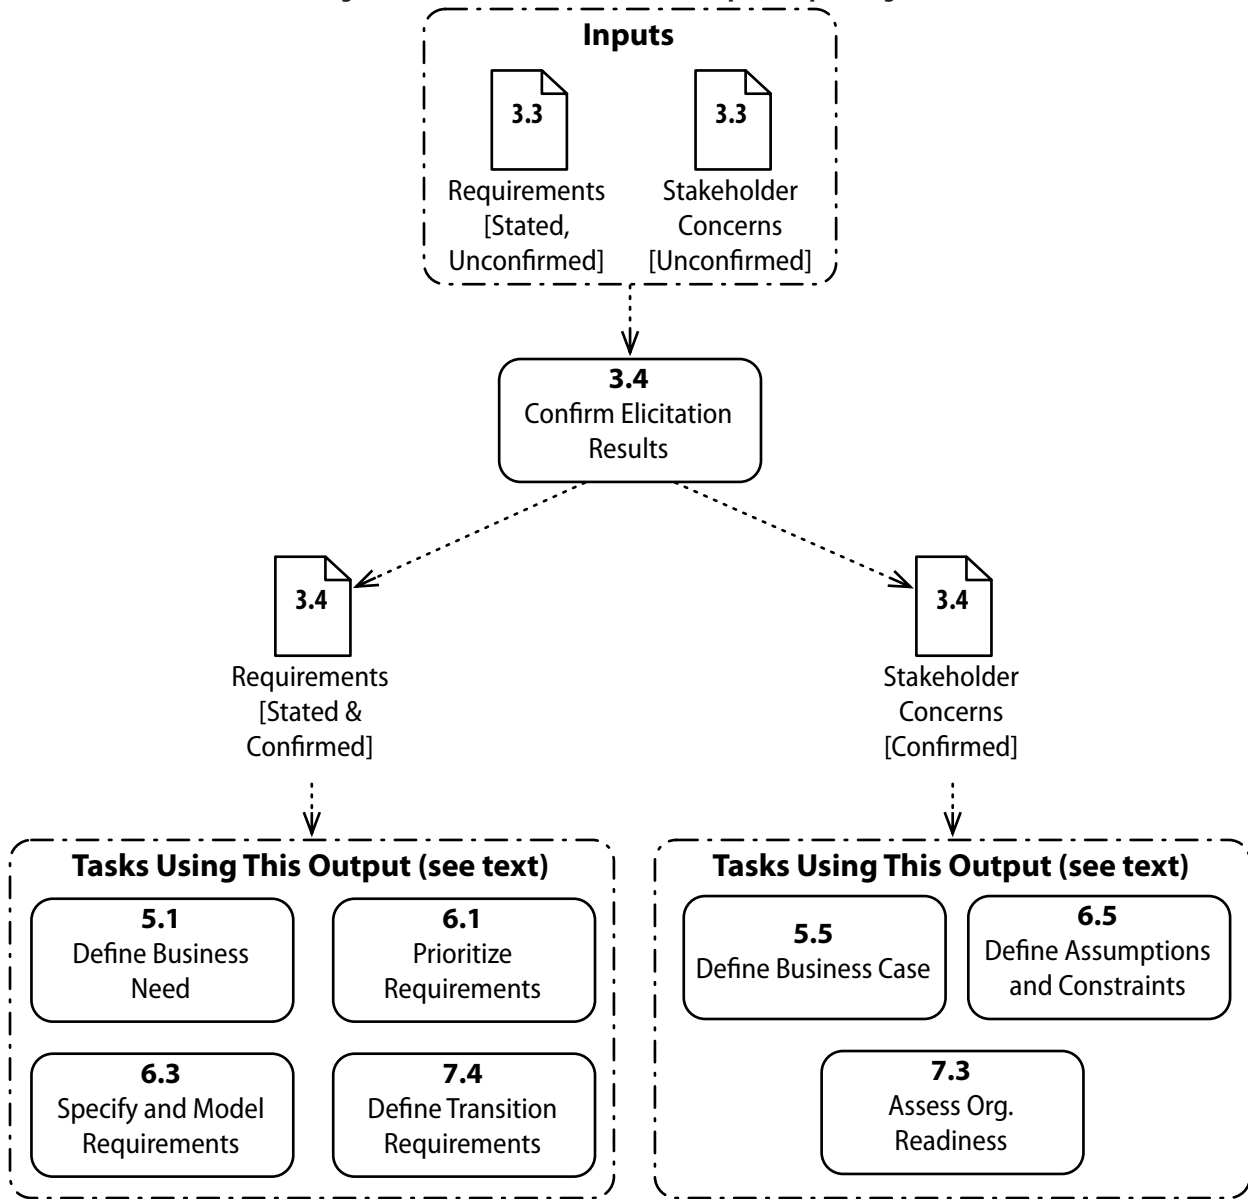 Inputs
3.3
3.3
Requirements
[Stated,
Unconfirmed]
Stakeholder
Concerns
[Unconfirmed]
3.4
Confirm Elicitation
Results
3.4
Requirements
[Stated &
Confirmed]
3.4
Stakeholder
Concerns
[Confirmed]
Tasks Using This Output (see text)
5.1
Define Business
Need
6.1
Prioritize
Requirements
6.3
Specify and Model
Requirements
7.4
Define Transition
Requirements
Tasks Using This Output (see text)
5.5
Define Business Case
6.5
Define Assumptions
and Constraints
7.3
Assess Org.
Readiness